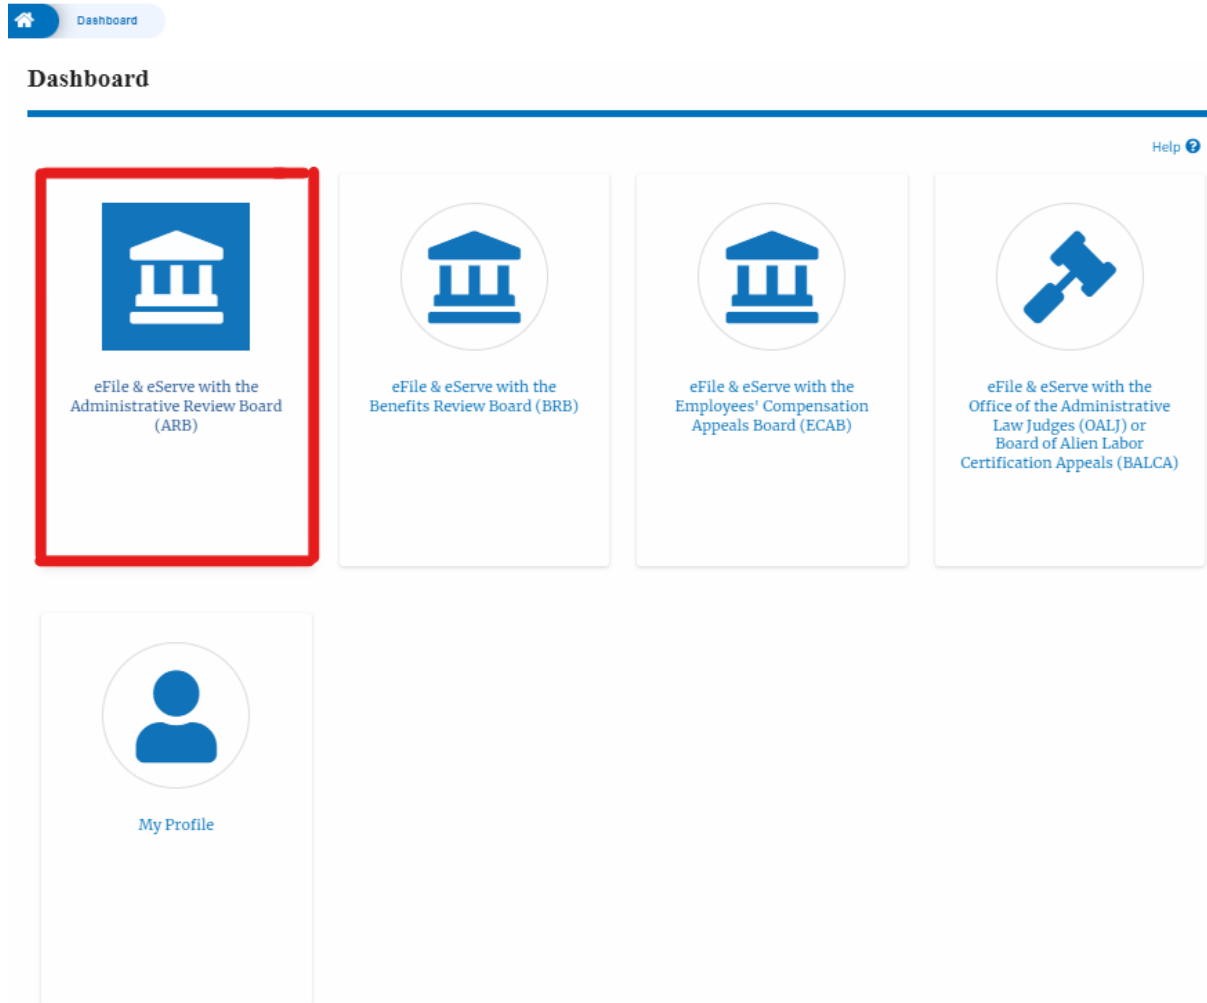 Dashboard
Dashboard
Help
eFile & eServe with the
Administrative Review Board
(ARB)
eFile & eServe with the
Benefits Review Board (BRB)
eFile & eServe with the
Employees' Compensation
Appeals Board (ECAB)
eFile & eServe with the
Office of the Administrative
Law Judges (OALJ) or
Board of Alien Labor
Certification Appeals (BALCA)
My Profile